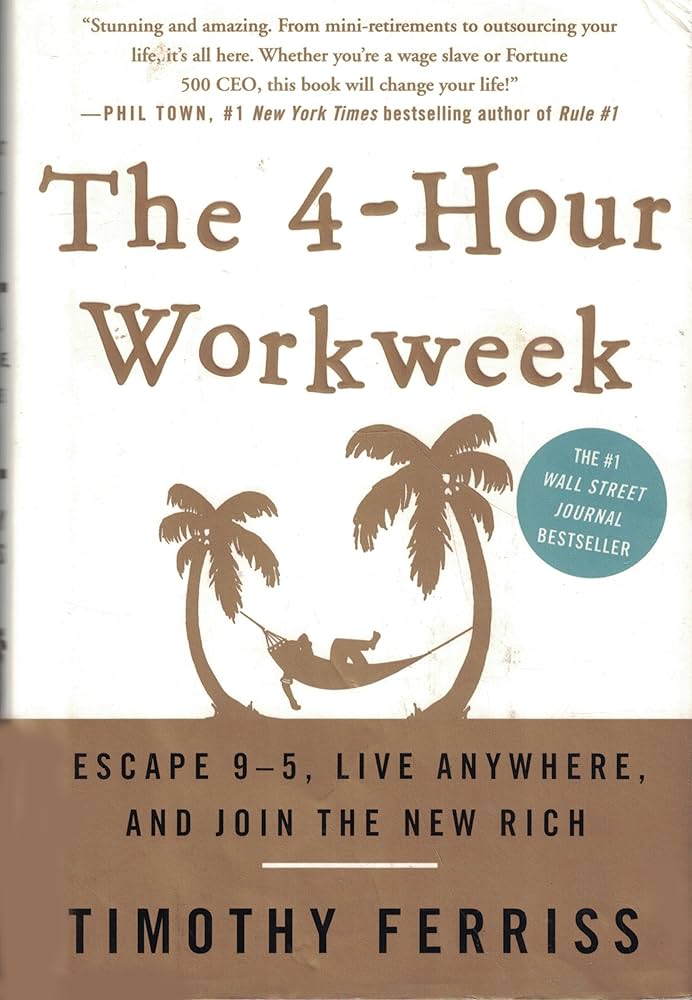 “Stunning and amazing. From mini-retirements to outsourcing your
life, it’s all here. Whether you’re a wage slave or Fortune
500 CEO, this book will change your life!”
—PHIL TOWN, #1 New York Times bestselling author of Rule #1
The 4-Hour
Workweek
THE #1
WALL STREET
JOURNAL
BESTSELLER
ESCAPE 9–5, LIVE ANYWHERE,
AND JOIN THE NEW RICH
TIMOTHY FERRISS